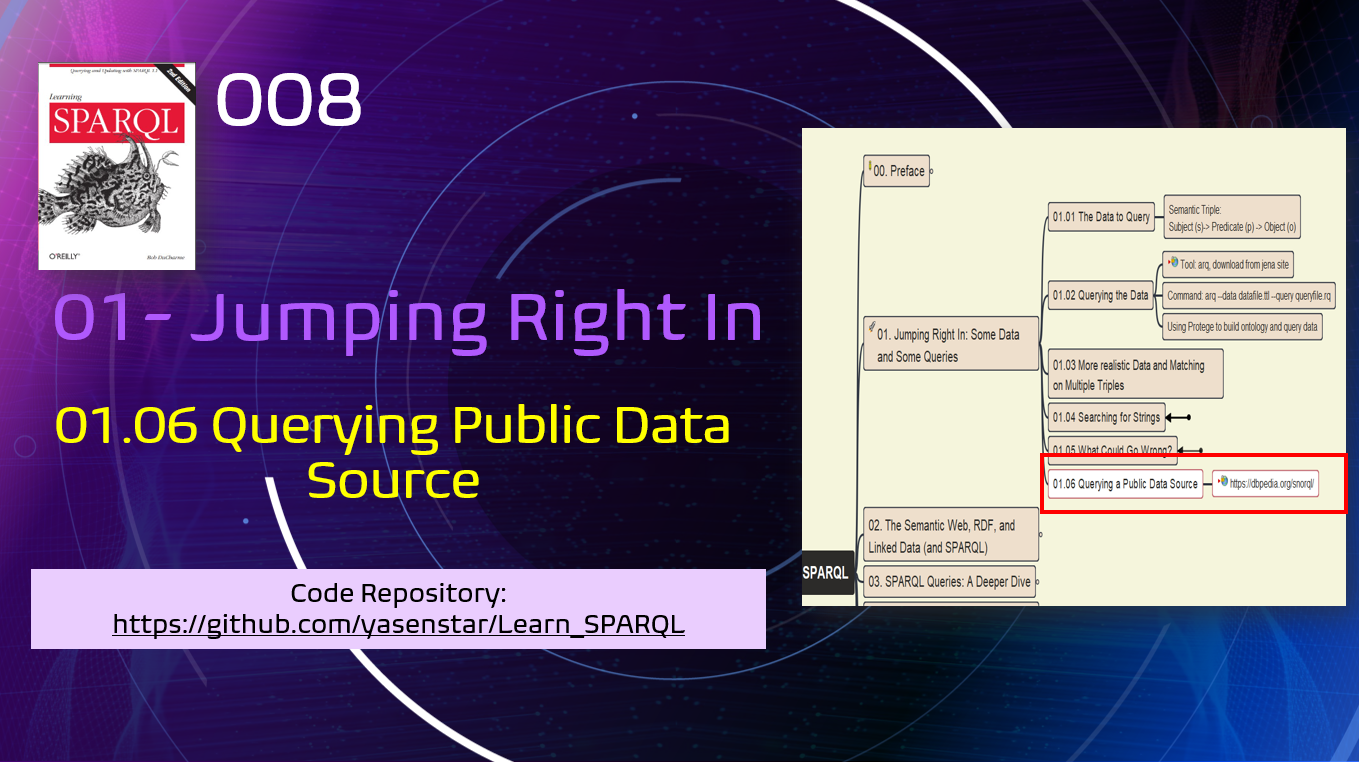 Querying and Updating with SPARQL 1.1
2nd Edition
Learning
SPARQL
O'REILLY
Bob DuCharme
008
01- Jumping Right In
01.06 Querying Public Data
Source
Code Repository:
https://github.com/yasenstar/Learn_SPARQL
SPARQL
00. Preface
01. Jumping Right In: Some Data
and Some Queries
01.01 The Data to Query
Semantic Triple:
Subject (s)-> Predicate (p) -> Object (o)
01.02 Querying the Data
Tool: arq, download from jena site
Command: arq --data datafile.ttl --query queryfile.rq
Using Protege to build ontology and query data
01.03 More realistic Data and Matching
on Multiple Triples
01.04 Searching for Strings
01.05 What Could Go Wrong?
01.06 Querying a Public Data Source
https://dbpedia.org/snorql/
02. The Semantic Web, RDF, and
Linked Data (and SPARQL)
03. SPARQL Queries: A Deeper Dive